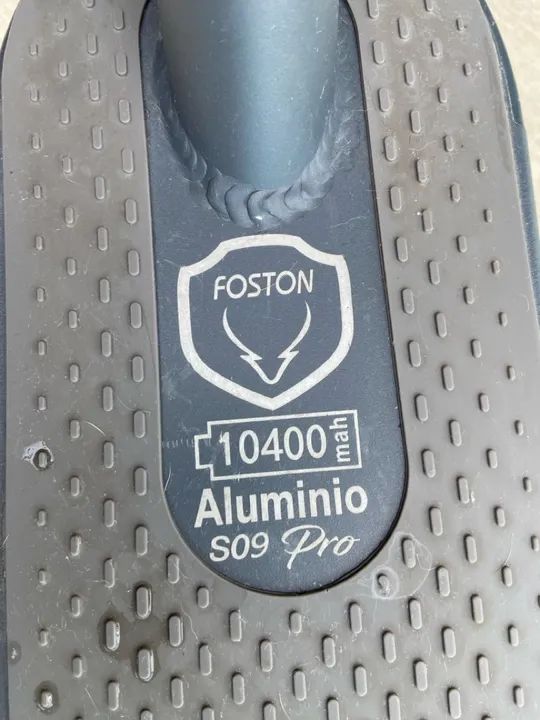 FOSTON
10400 mah
Aluminio
S09 Pro